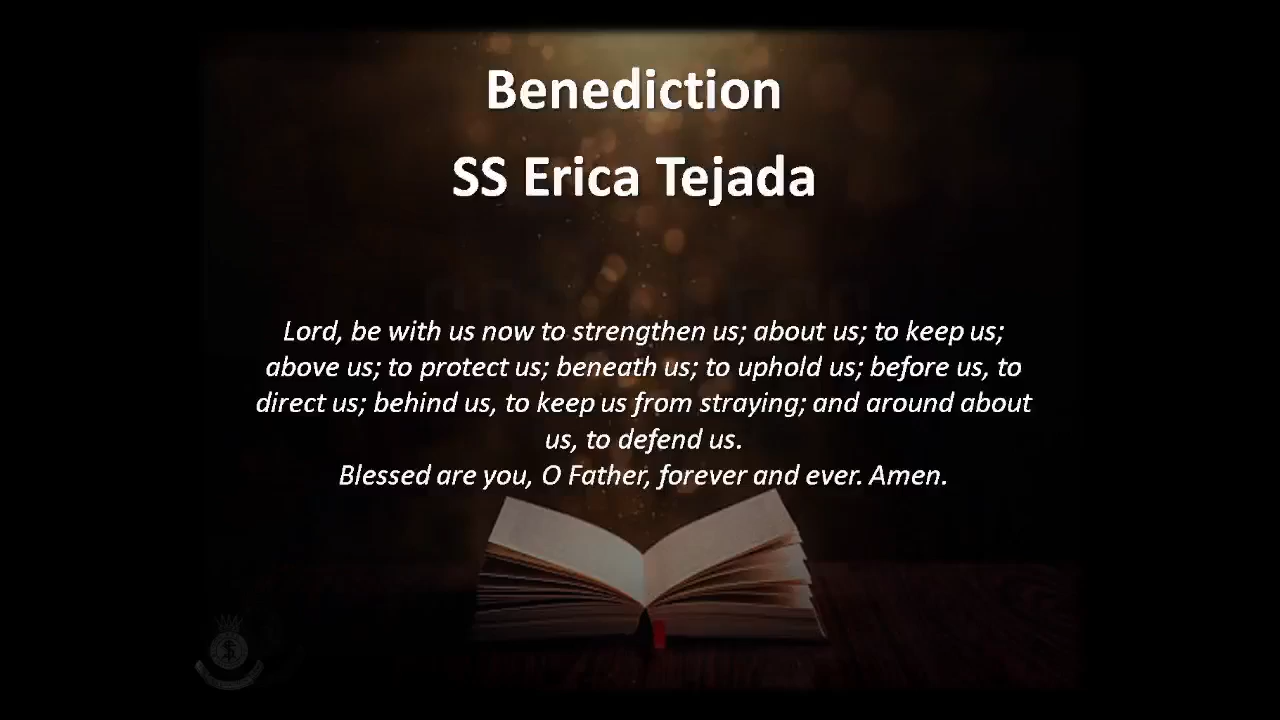 Benediction
SS Erica Tejada
Lord, be with us now to strengthen us; about us; to keep us;
above us; to protect us; beneath us; to uphold us; before us, to
direct us; behind us, to keep us from straying; and around about
us, to defend us.
Blessed are you, O Father, forever and ever. Amen.